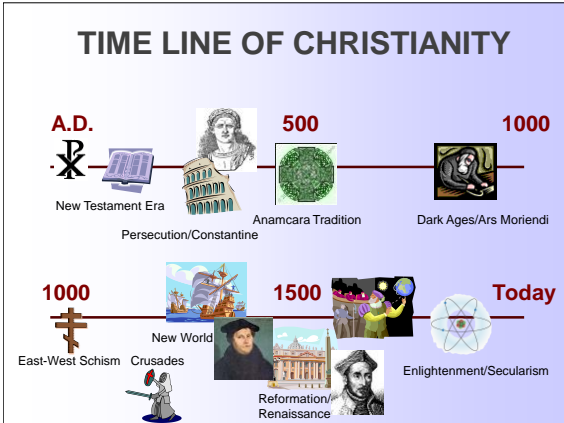 TIME LINE OF CHRISTIANITY
A.D.
500
1000
New Testament Era
Persecution/Constantine
Anamcara Tradition
Dark Ages/Ars Moriendi
1000
1500
Today
New World
East-West Schism
Crusades
Reformation/
Renaissance
Enlightenment/Secularism